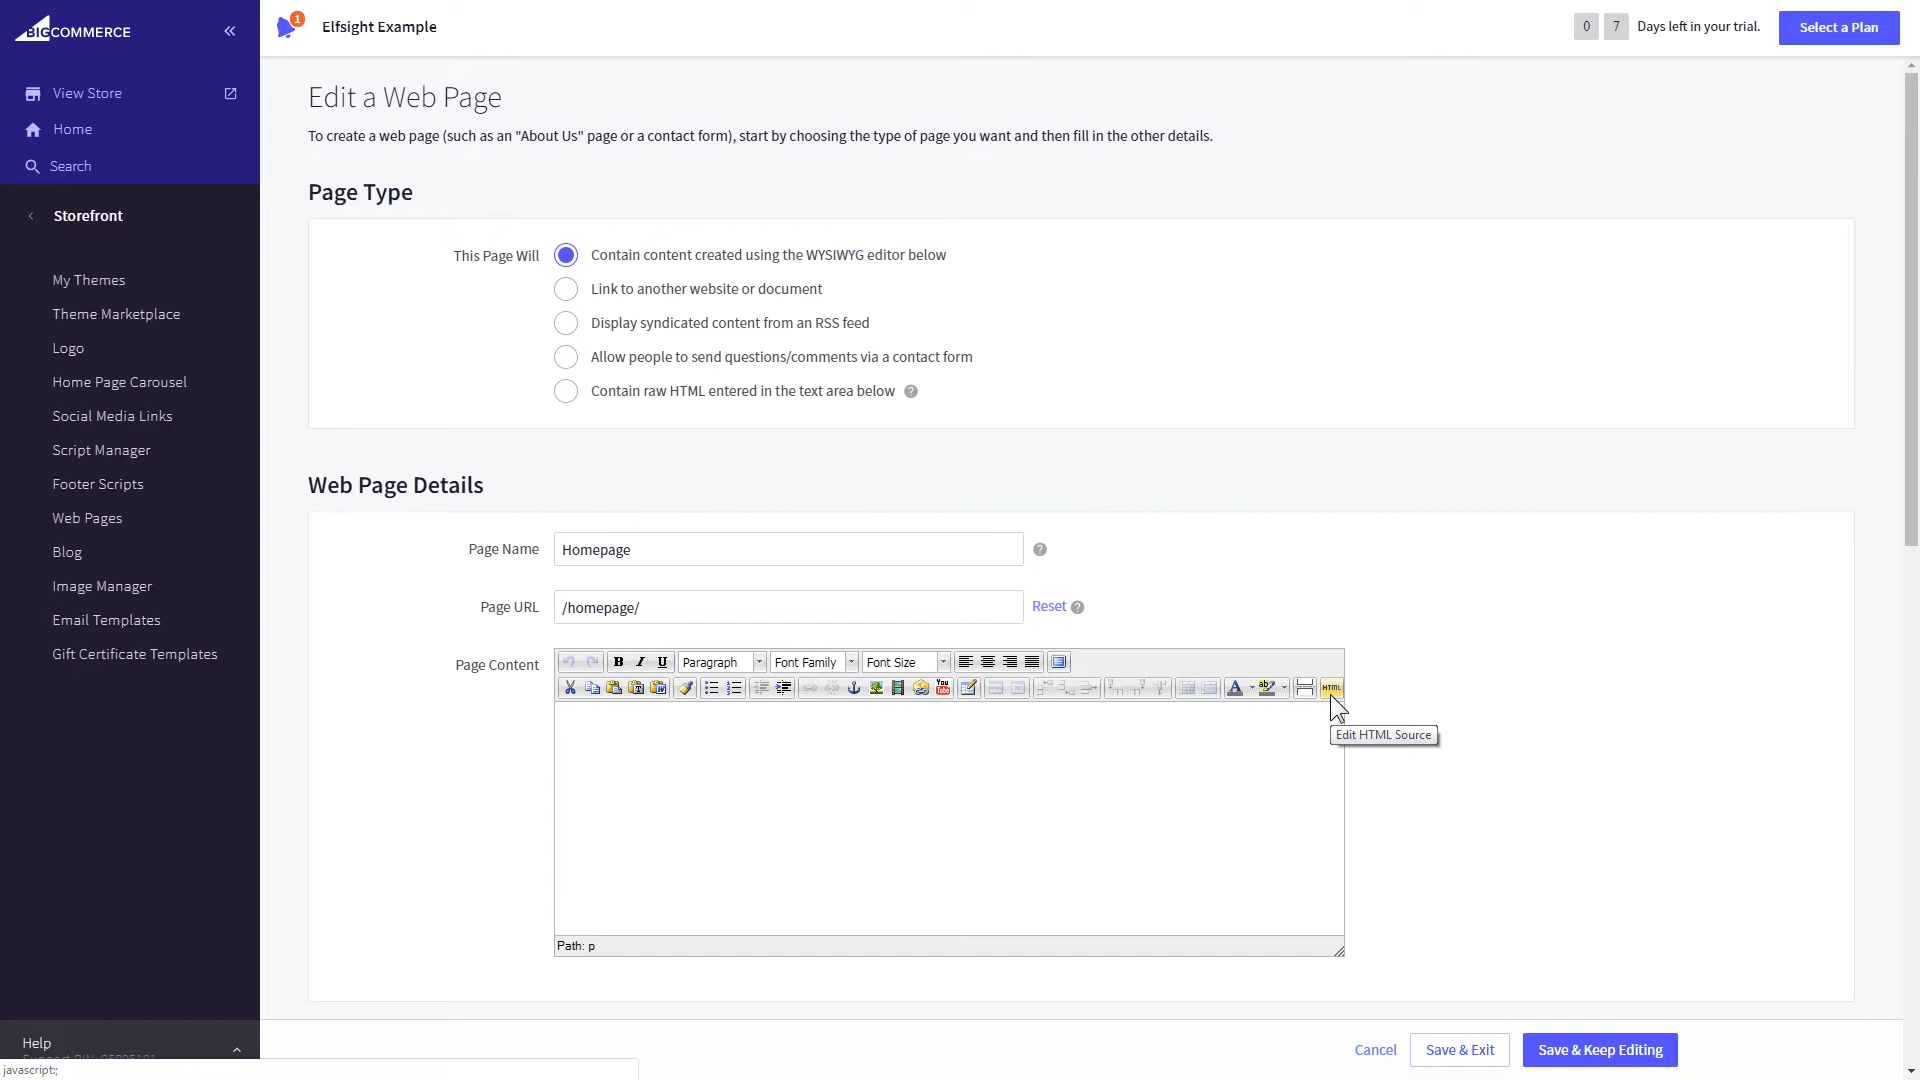 BIGCOMMERCE
View Store
Home
Search
Storefront
My Themes
Theme Marketplace
Logo
Home Page Carousel
Social Media Links
Script Manager
Footer Scripts
Web Pages
Blog
Image Manager
Email Templates
Gift Certificate Templates
Help
javascript:;
1
Elfsight Example
0 7 Days left in your trial.
Select a Plan
Edit a Web Page
To create a web page (such as an "About Us" page or a contact form), start by choosing the type of page you want and then fill in the other details.
Page Type
This Page Will
Contain content created using the WYSIWYG editor below
Link to another website or document
Display syndicated content from an RSS feed
Allow people to send questions/comments via a contact form
Contain raw HTML entered in the text area below ?
Web Page Details
Page Name Homepage ?
Page URL /homepage/ Reset ?
Page Content
B I U Paragraph Font Family Font Size
You Tube A ab HTML
Edit HTML Source
Path: p
Cancel Save & Exit Save & Keep Editing